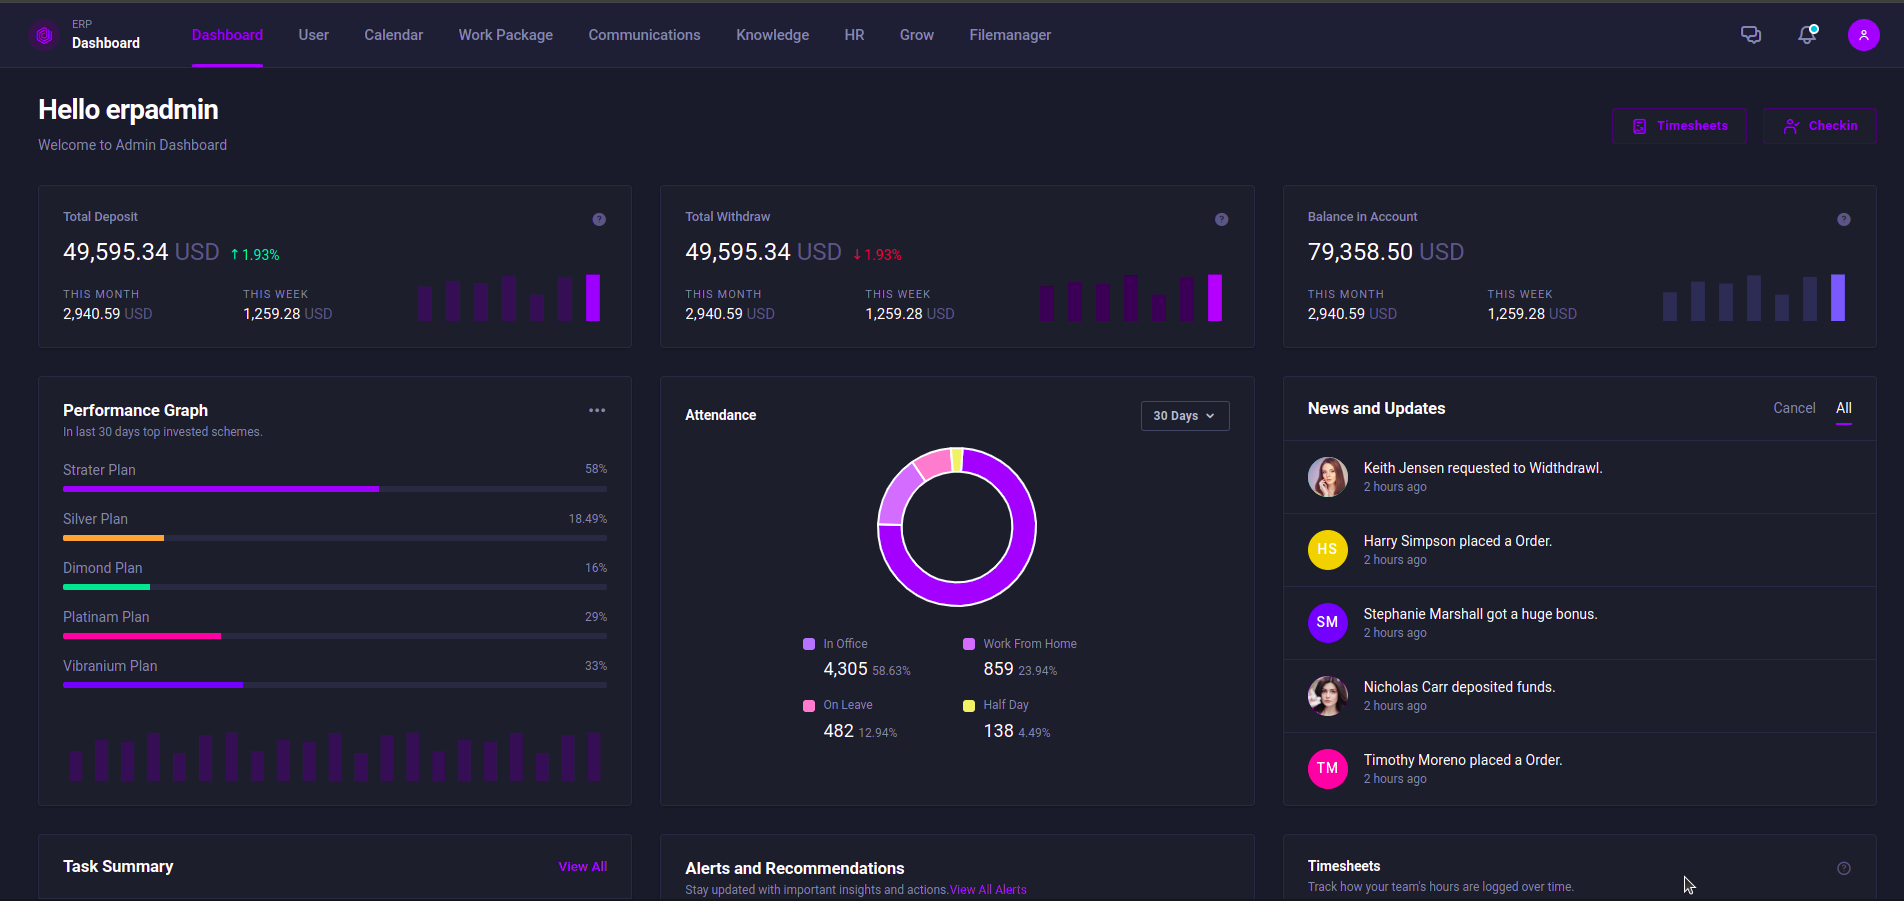 ERP
Dashboard
Dashboard User Calendar Work Package Communications Knowledge HR Grow Filemanager
Hello erpadmin
Welcome to Admin Dashboard
Timesheets Checkin
Total Deposit
49,595.34 USD ↑ 1.93%
THIS MONTH THIS WEEK
2,940.59 USD 1,259.28 USD
Total Withdraw
49,595.34 USD ↓ 1.93%
THIS MONTH THIS WEEK
2,940.59 USD 1,259.28 USD
Balance in Account
79,358.50 USD
THIS MONTH THIS WEEK
2,940.59 USD 1,259.28 USD
Performance Graph
In last 30 days top invested schemes.
Strater Plan 58%
Silver Plan 18.49%
Dimond Plan 16%
Platinam Plan 29%
Vibranium Plan 33%
Attendance 30 Days
In Office Work From Home
4,305 58.63% 859 23.94%
On Leave Half Day
482 12.94% 138 4.49%
News and Updates Cancel All
Keith Jensen requested to Widthdrawl.
2 hours ago
HS Harry Simpson placed a Order.
2 hours ago
SM Stephanie Marshall got a huge bonus.
2 hours ago
Nicholas Carr deposited funds.
2 hours ago
TM Timothy Moreno placed a Order.
2 hours ago
Task Summary View All
Alerts and Recommendations
Stay updated with important insights and actions.View All Alerts
Timesheets
Track how your team's hours are logged over time.